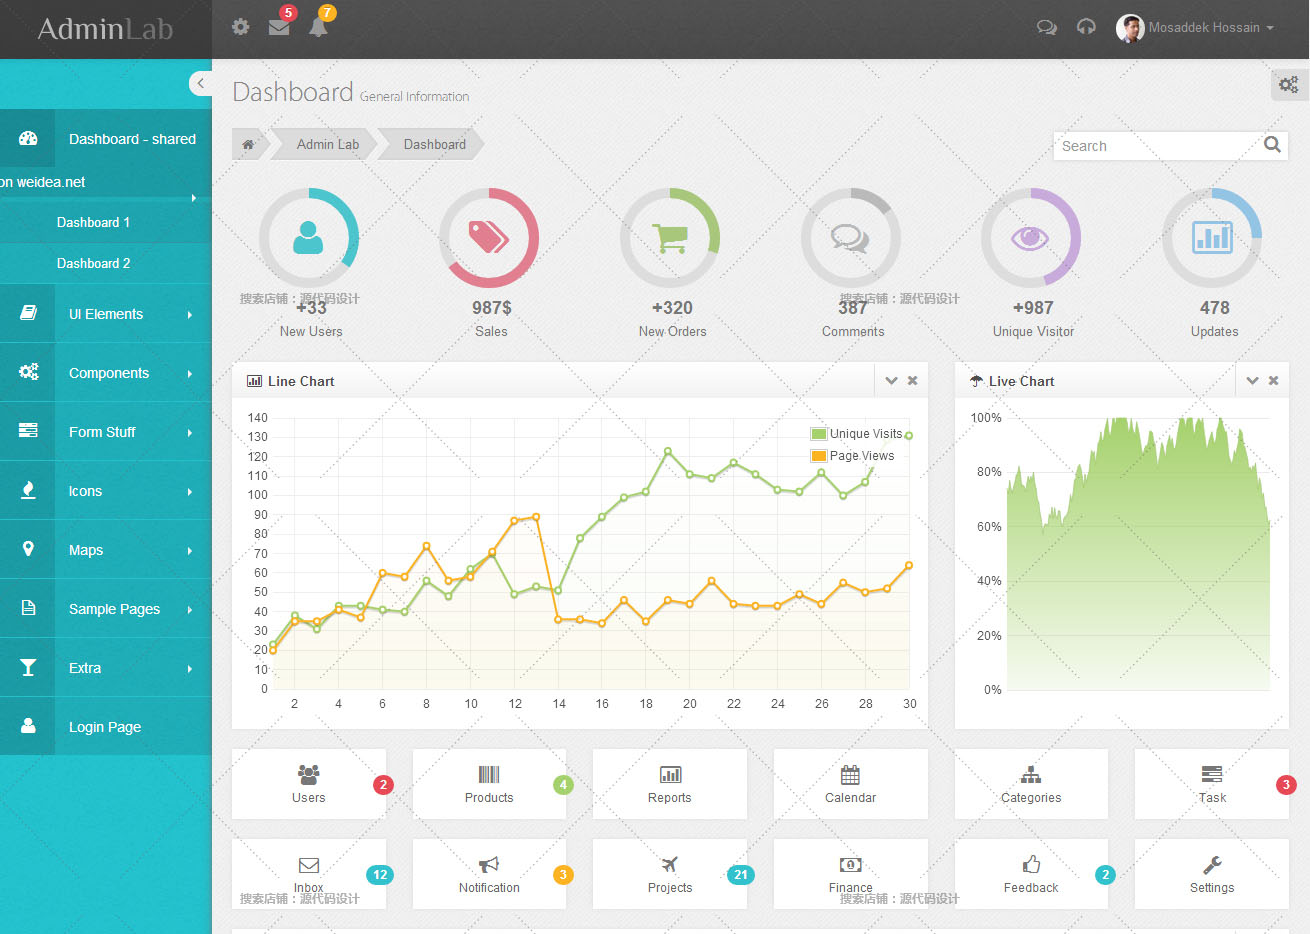 AdminLab
5
7
Mosaddek Hossain
Dashboard General Information
Dashboard - shared
on weidea.net
Dashboard 1
Dashboard 2
UI Elements
Components
Form Stuff
Icons
Maps
Sample Pages
Extra
Login Page
Admin Lab
Dashboard
Search
搜索店铺：源代码设计
搜索店铺：源代码设计
+33
987$
+320
387
+987
478
New Users
Sales
New Orders
Comments
Unique Visitor
Updates
Line Chart
140
130
120
110
100
90
80
70
60
50
40
30
20
10
0
2 4 6 8 10 12 14 16 18 20 22 24 26 28 30
Unique Visits
Page Views
Live Chart
100%
80%
60%
40%
20%
0%
Users
2
Products
4
Reports
Calendar
Categories
Task
3
Inbox
12
Notification
3
Projects
21
Finance
Feedback
2
Settings
搜索店铺：源代码设计
搜索店铺：源代码设计